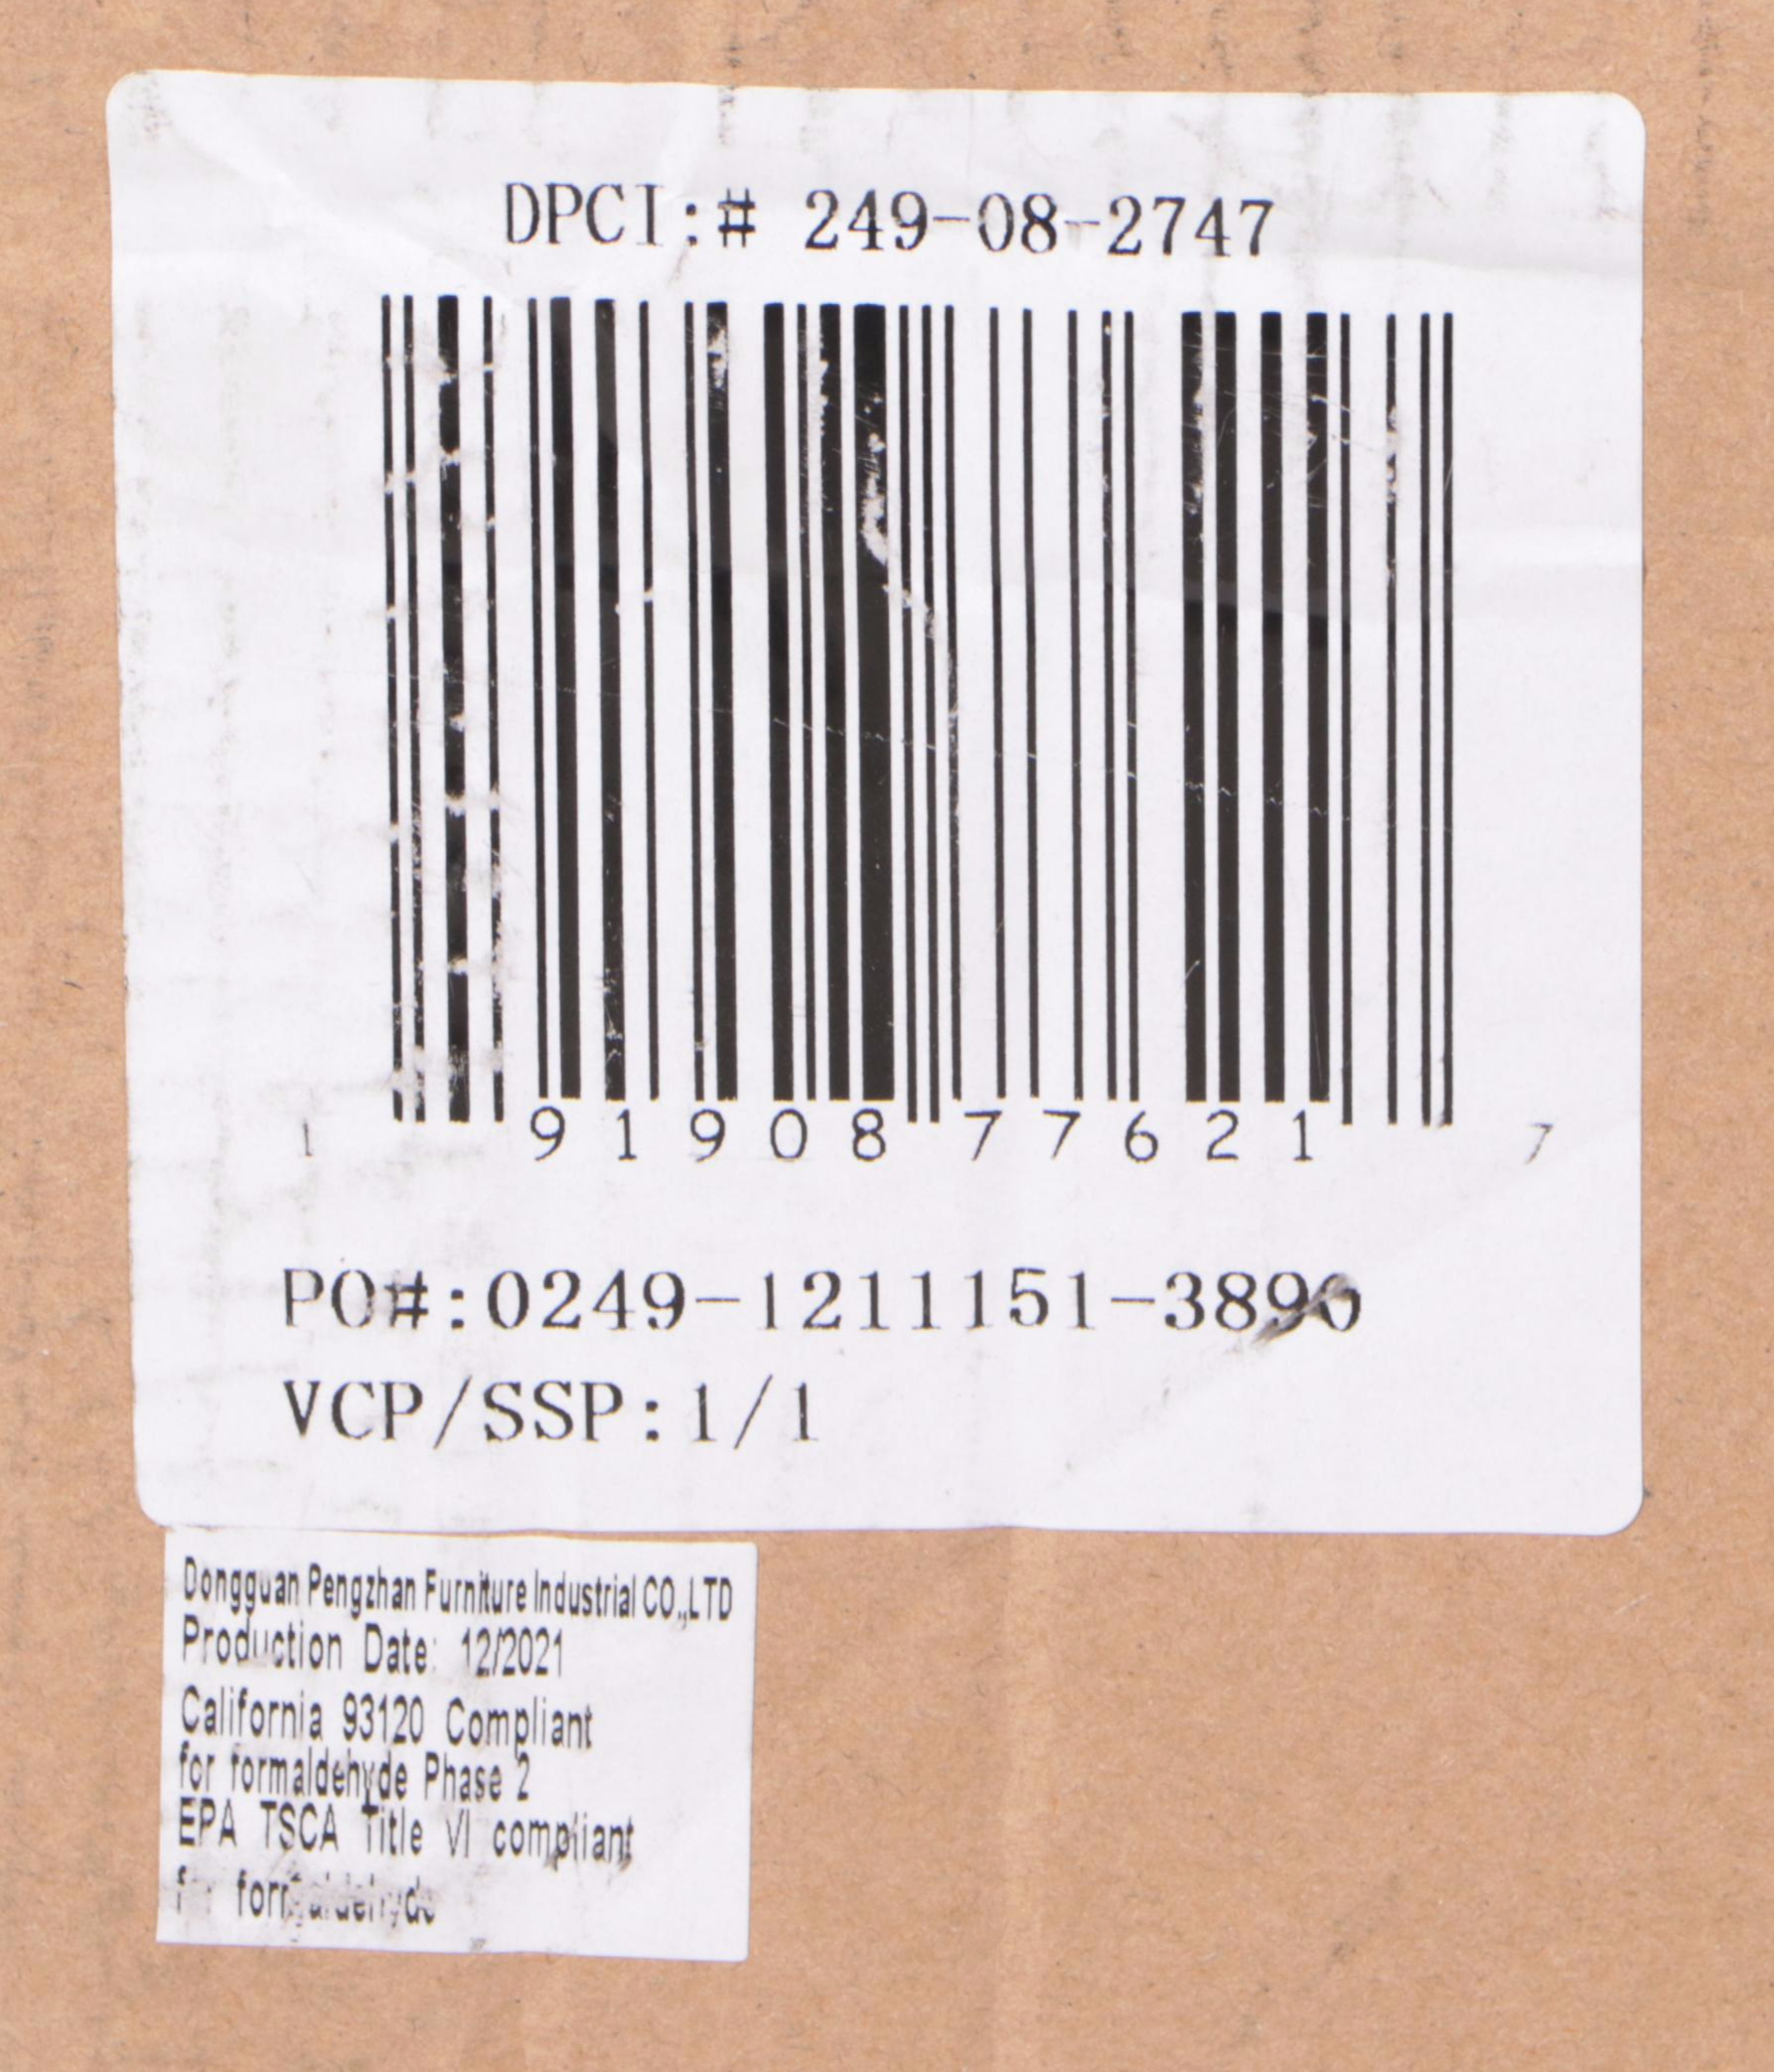 DPCI:# 249-08-2747
1 91908 77621 7
PO#:0249-1211151-3890
VCP/SSP:1/1
Dongguan Pengzhan Furniture Industrial CO.,LTD
Production Date: 12/2021
California 93120 Compliant
for formaldehyde Phase 2
EPA TSCA Title VI compliant
for formaldehyde